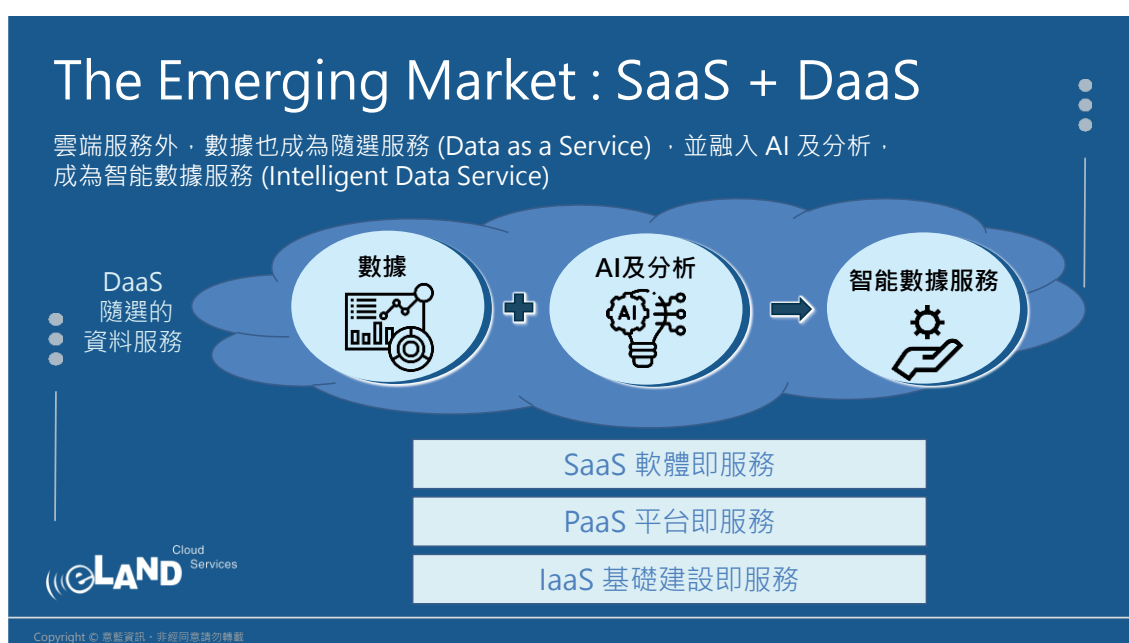 The Emerging Market : SaaS + DaaS
雲端服務外，數據也成為隨選服務 (Data as a Service) ，並融入 AI 及分析，
成為智能數據服務 (Intelligent Data Service)
DaaS
隨選的
資料服務
數據
AI及分析
AI
智能數據服務
SaaS 軟體即服務
PaaS 平台即服務
IaaS 基礎建設即服務
eLAND
Cloud
Services
Copyright © 意藍資訊・非經同意請勿轉載